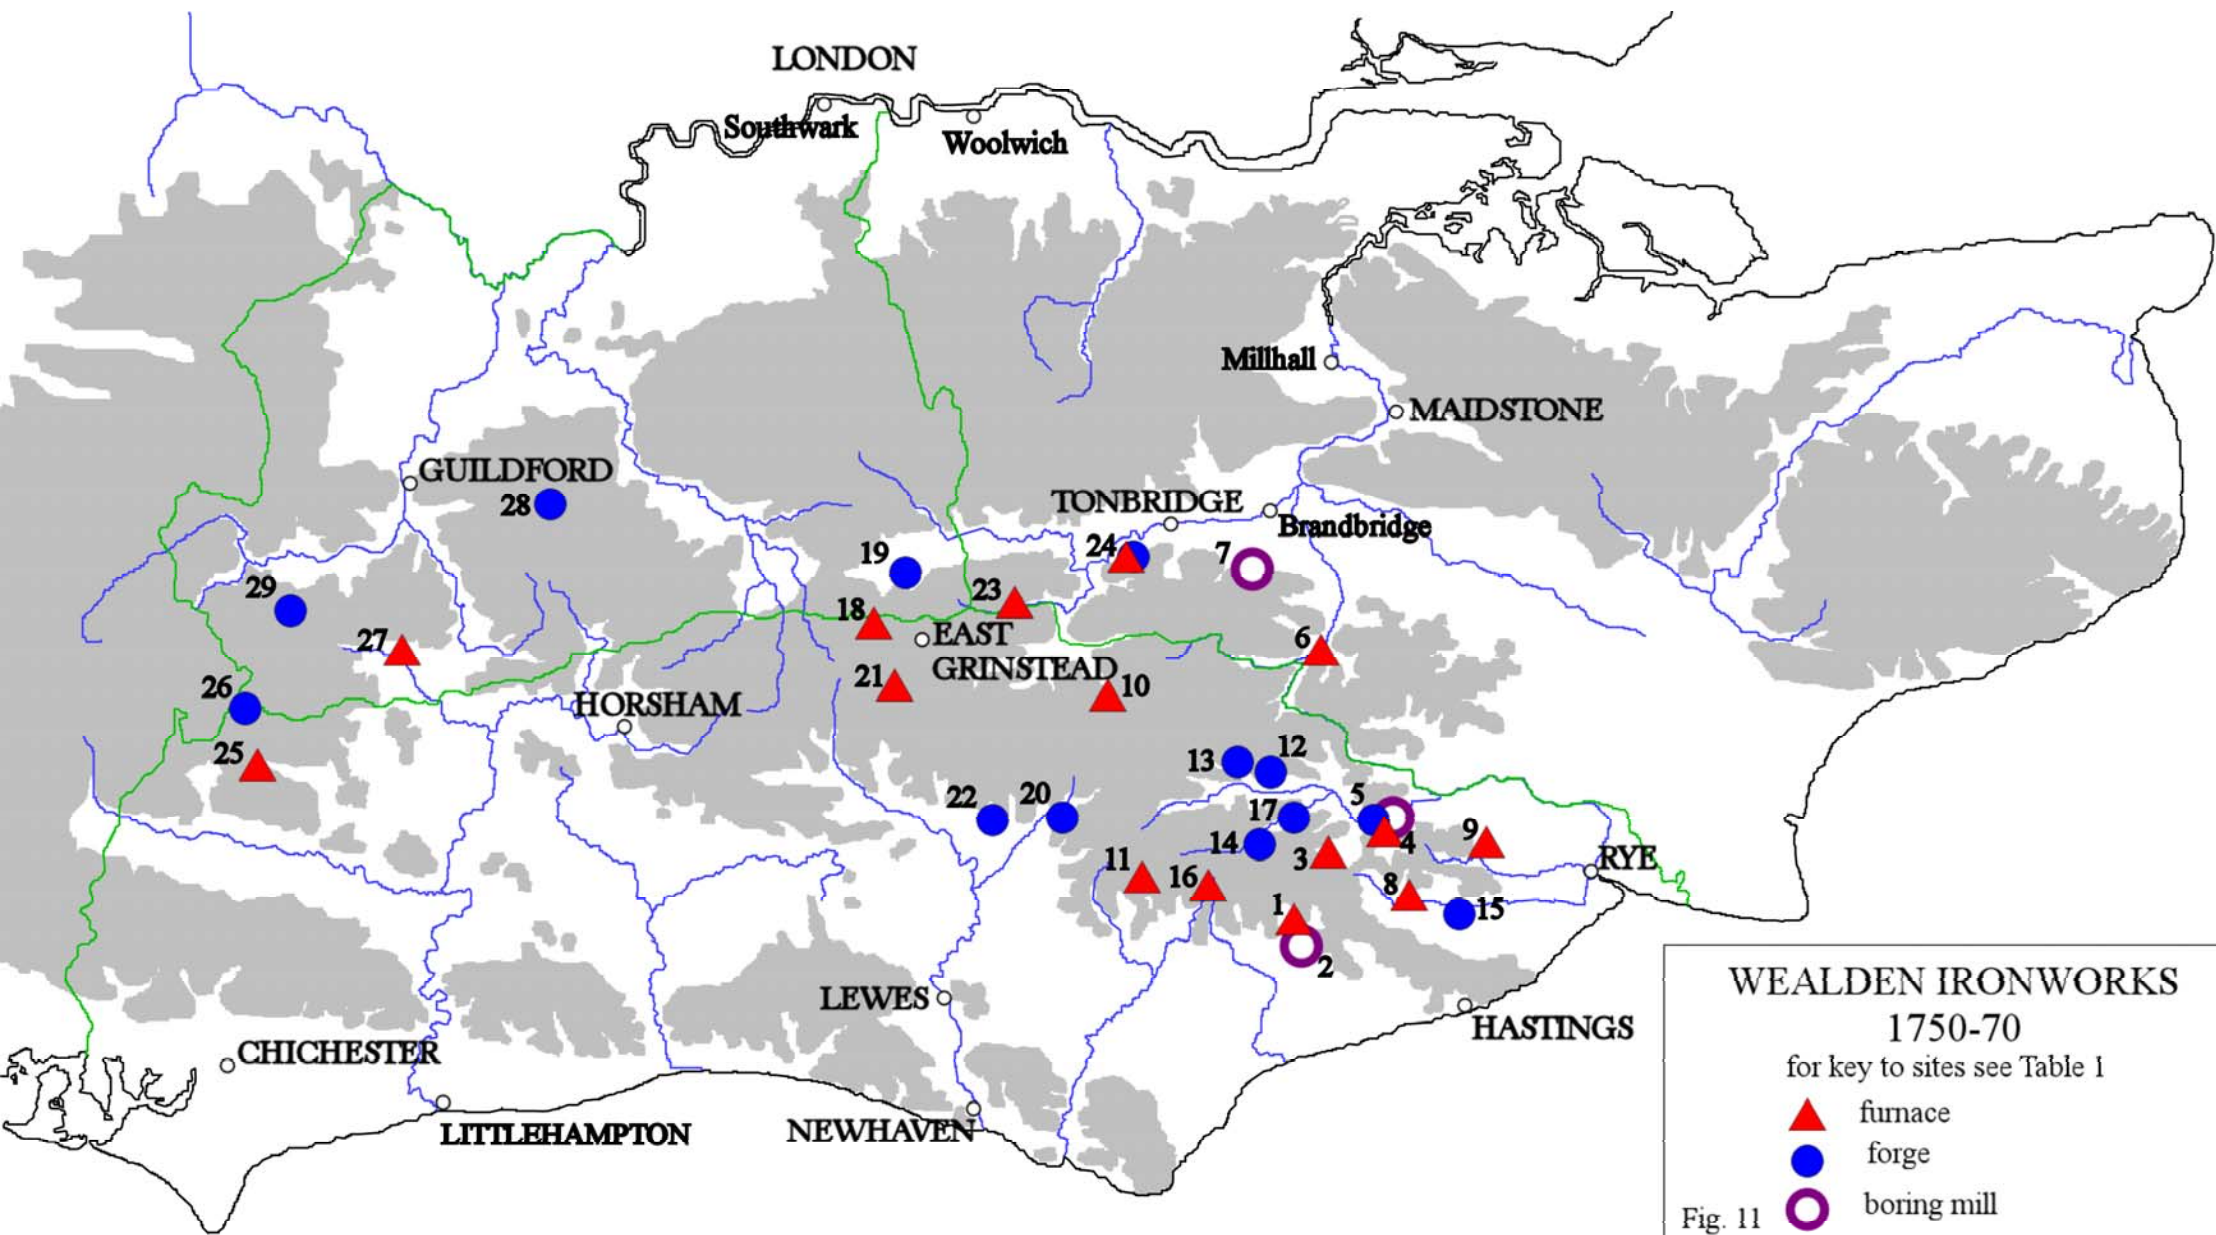 LONDON
Southwark
Woolwich
Millhall
MAIDSTONE
GUILDFORD
28
TONBRIDGE
Brandbridge
19
24
7
29
23
18
27
EAST
GRINSTEAD
6
21
10
26
HORSHAM
25
13
12
22
20
17
5
14
3
4
9
RYE
11
16
8
1
15
2
LEWES
HASTINGS
CHICHESTER
LITTLEHAMPTON
NEWHAVEN
WEALDEN IRONWORKS
1750-70
for key to sites see Table 1
furnace
forge
boring mill
Fig. 11